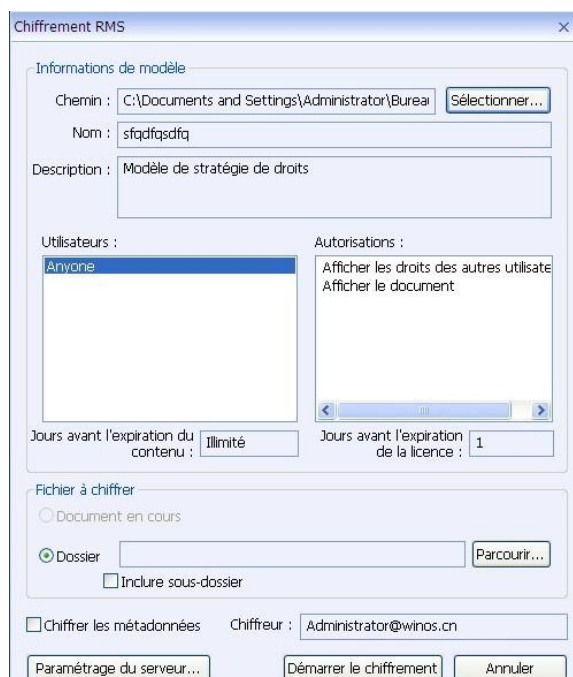 Chiffrement RMS
Informations de modèle
Chemin : C:\Documents and Settings\Administrator\Bureau Sélectionner...
Nom : sfqdfqsdfq
Description : Modèle de stratégie de droits
Utilisateurs : Autorisations :
Anyone
Afficher les droits des autres utilisate
Afficher le document
Jours avant l'expiration du contenu : Illimité
Jours avant l'expiration de la licence : 1
Fichier à chiffrer
Document en cours
Dossier Parcourir...
Inclure sous-dossier
Chiffrer les métadonnées Chiffreur : Administrator@winos.cn
Paramétrage du serveur... Démarrer le chiffrement Annuler